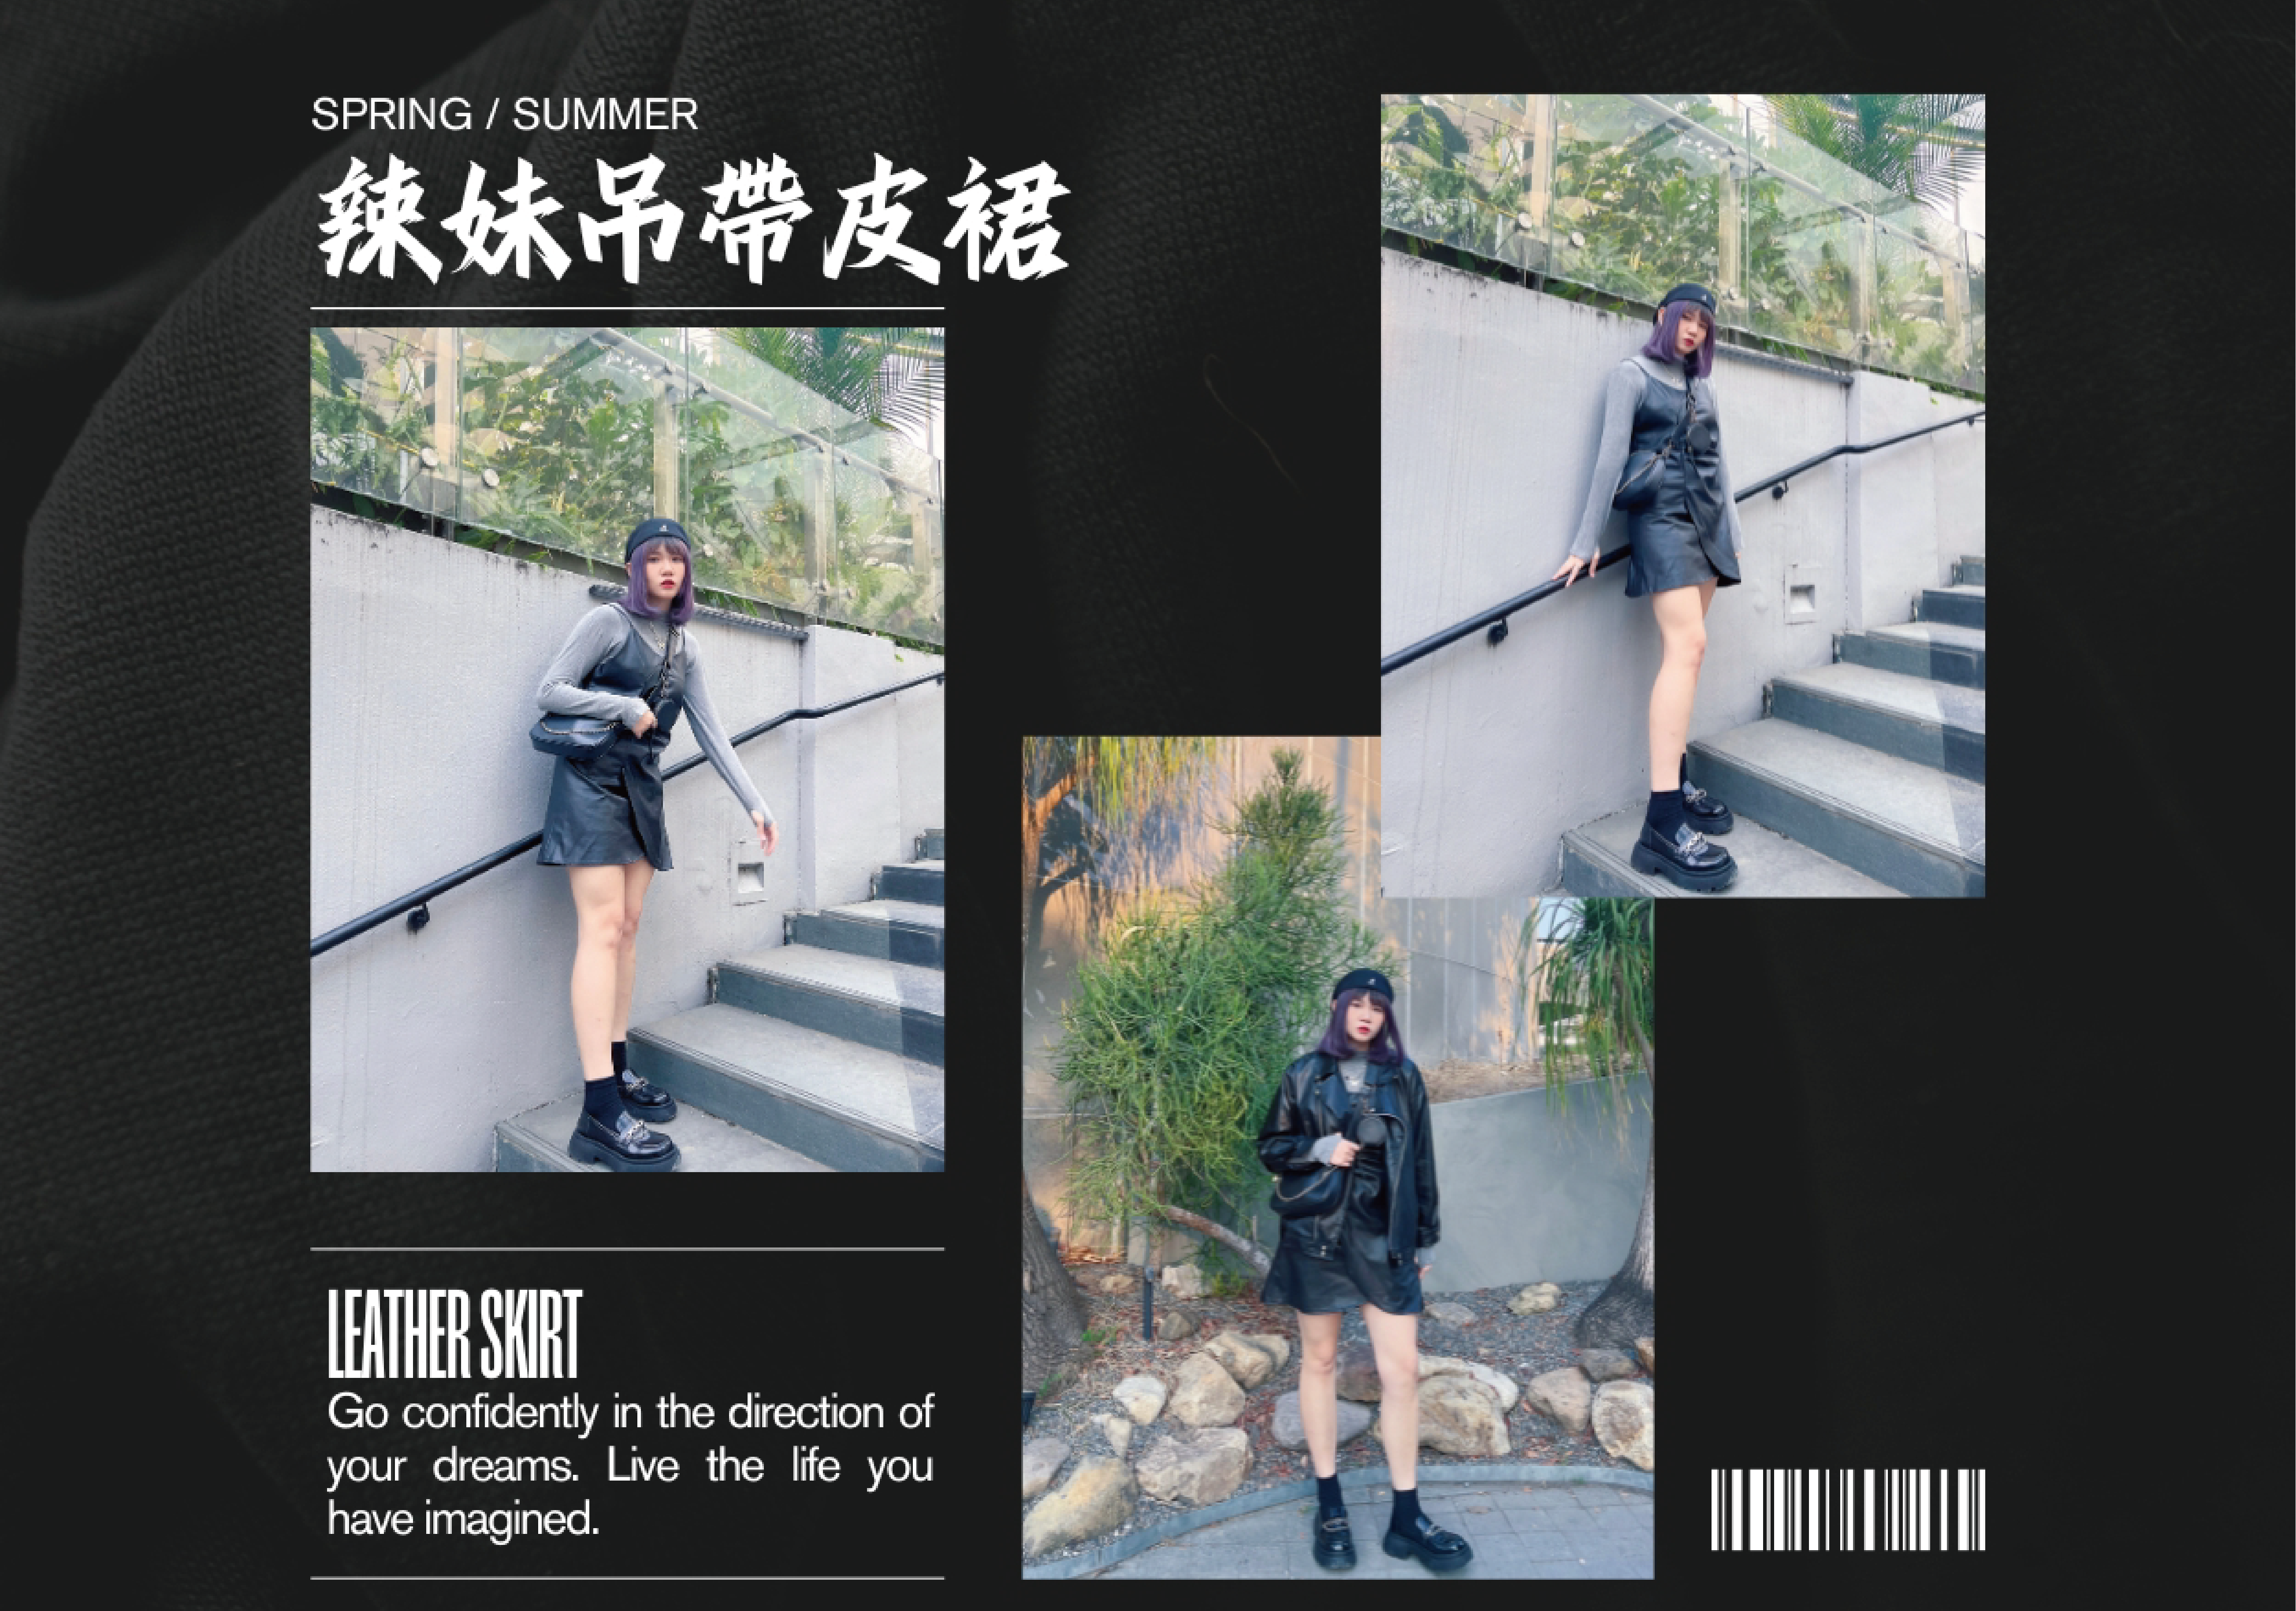 SPRING / SUMMER
辣妹吊帶皮裙
LEATHER SKIRT
Go confidently in the direction of
your dreams. Live the life you
have imagined.